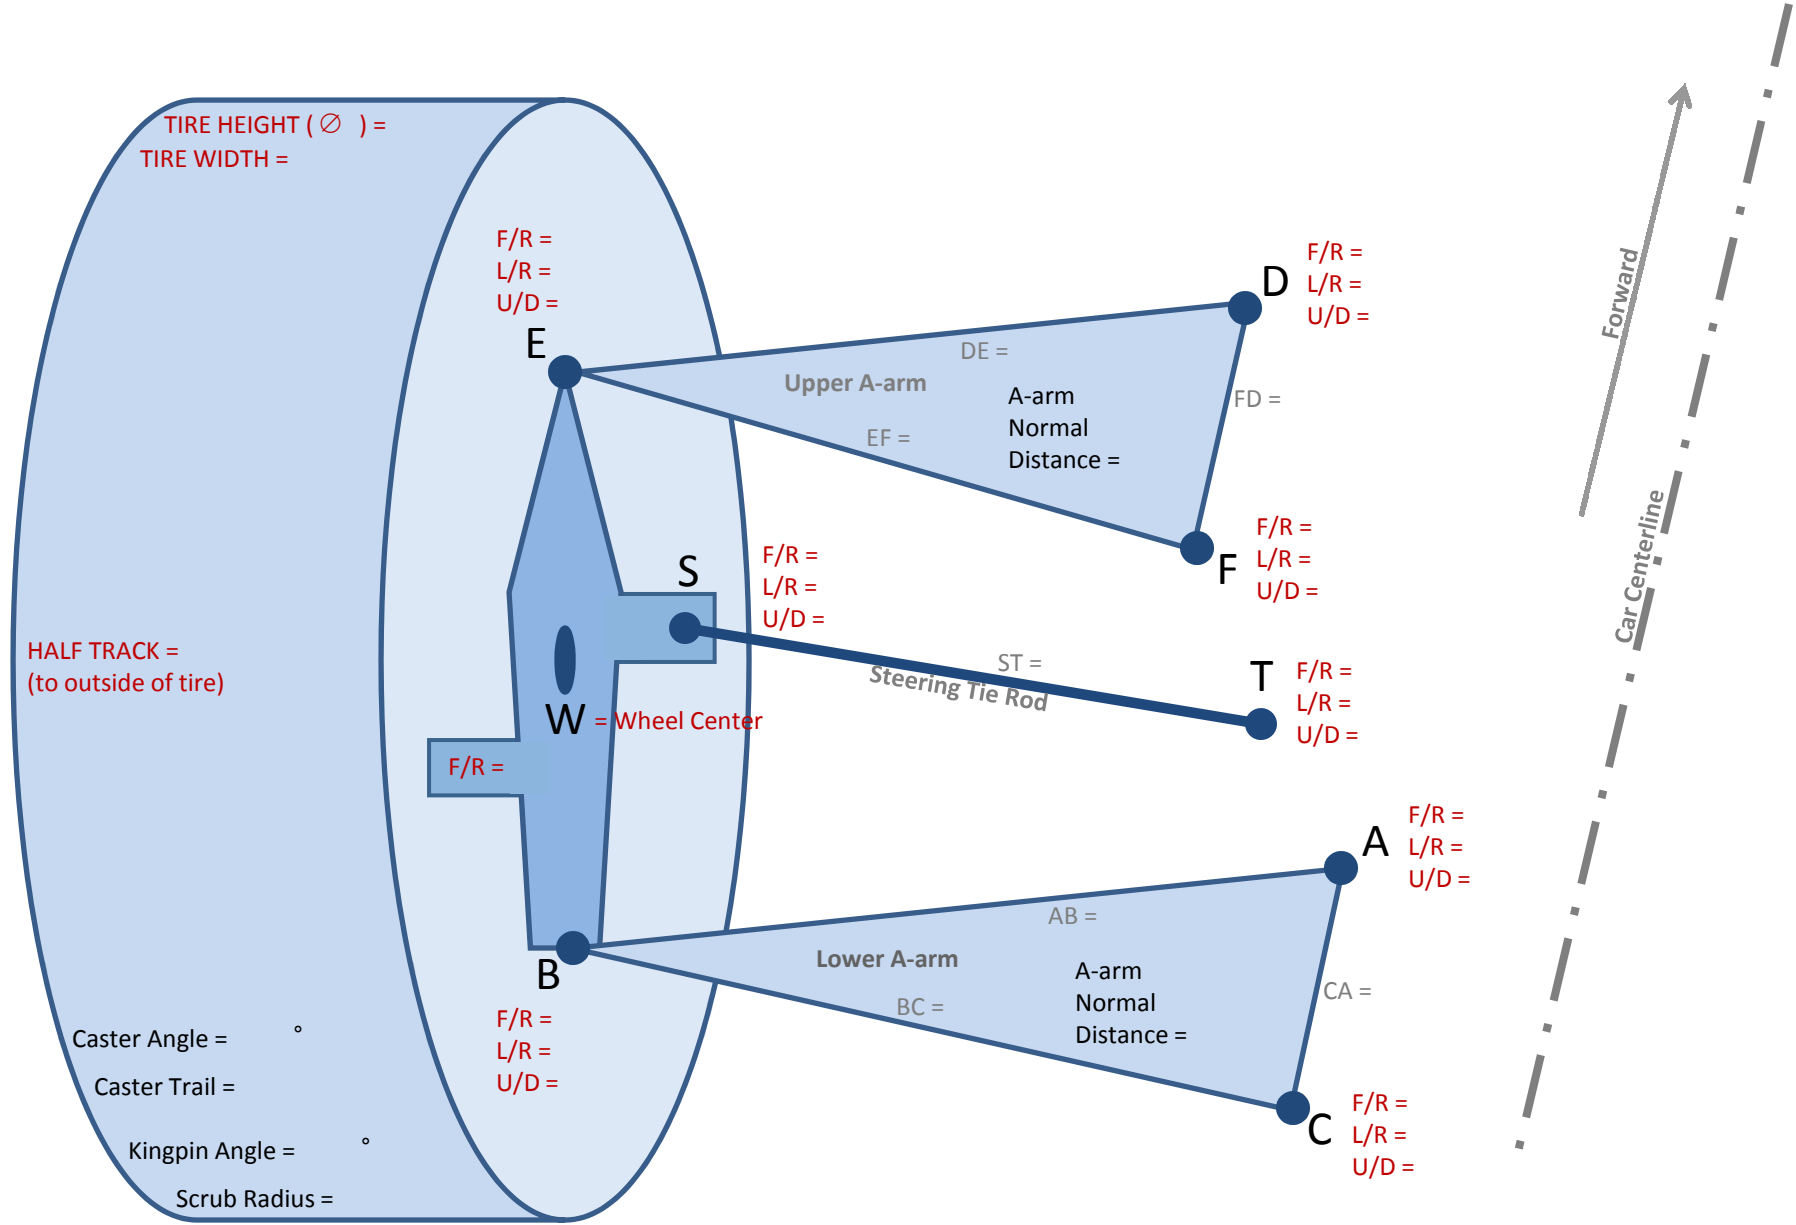 TIRE HEIGHT ( ∅ ) =
TIRE WIDTH =
F/R =
L/R =
U/D =
E
D
F/R =
L/R =
U/D =
DE =
Upper A-arm
A-arm
Normal
Distance =
FD =
EF =
Forward
Car Centerline
F
F/R =
L/R =
U/D =
S
F/R =
L/R =
U/D =
HALF TRACK =
(to outside of tire)
ST =
Steering Tie Rod
T
F/R =
L/R =
U/D =
W = Wheel Center
F/R =
A
F/R =
L/R =
U/D =
AB =
Lower A-arm
A-arm
Normal
Distance =
CA =
BC =
B
F/R =
L/R =
U/D =
C
F/R =
L/R =
U/D =
Caster Angle = °
Caster Trail =
Kingpin Angle = °
Scrub Radius =